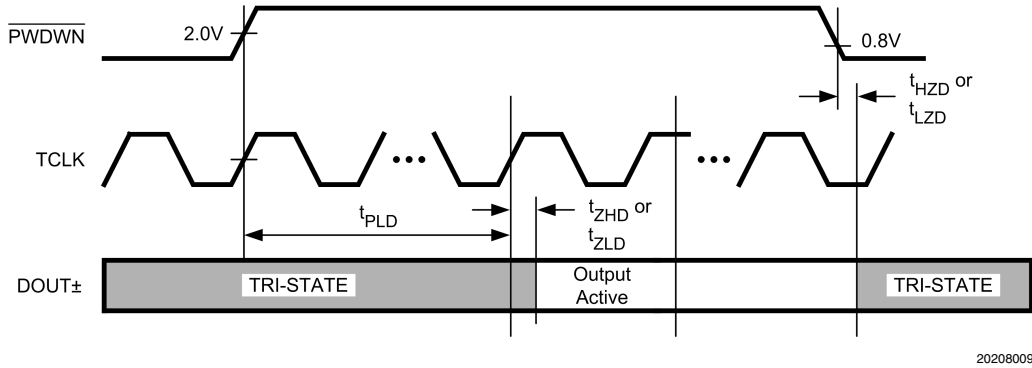 PWDWN
2.0V
0.8V
tHZD or
tLZD
TCLK
tPLD
tZHD or
tZLD
DOUT±
TRI-STATE
Output
Active
TRI-STATE
20208009